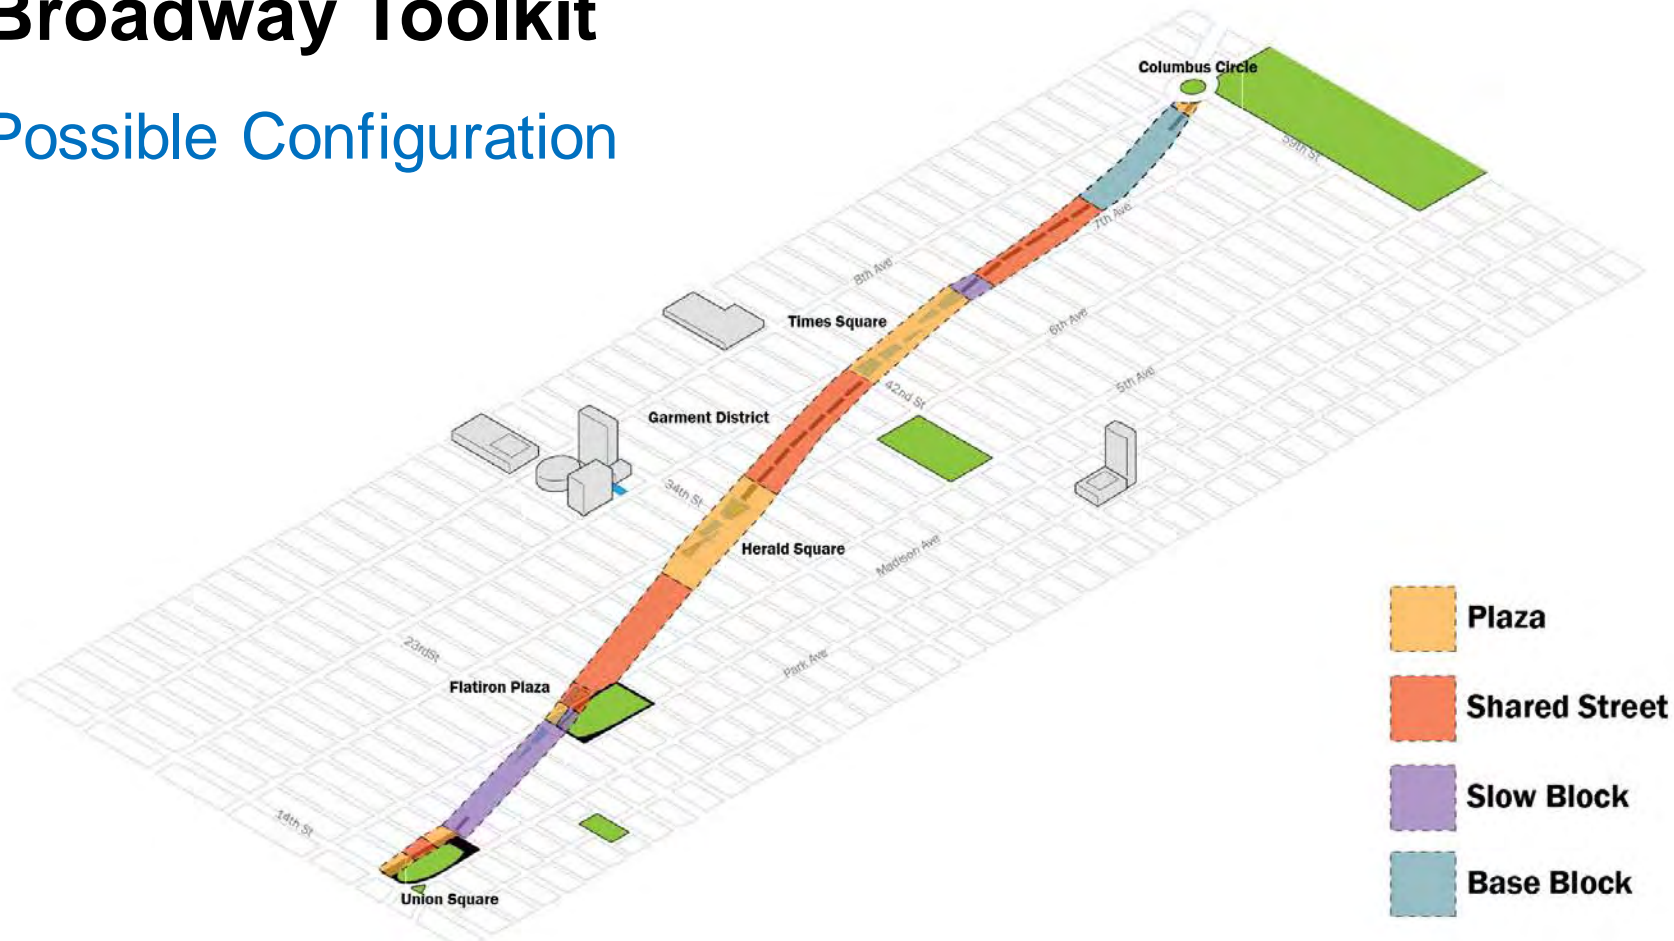 Broadway Toolkit
Possible Configuration
Columbus Circle
59th St
7th Ave
8th Ave
Times Square
6th Ave
5th Ave
42nd St
Garment District
34th St
Herald Square
Madison Ave
Plaza
23rdSt
Park Ave
Flatiron Plaza
Shared Street
Slow Block
14th St
Base Block
Union Square